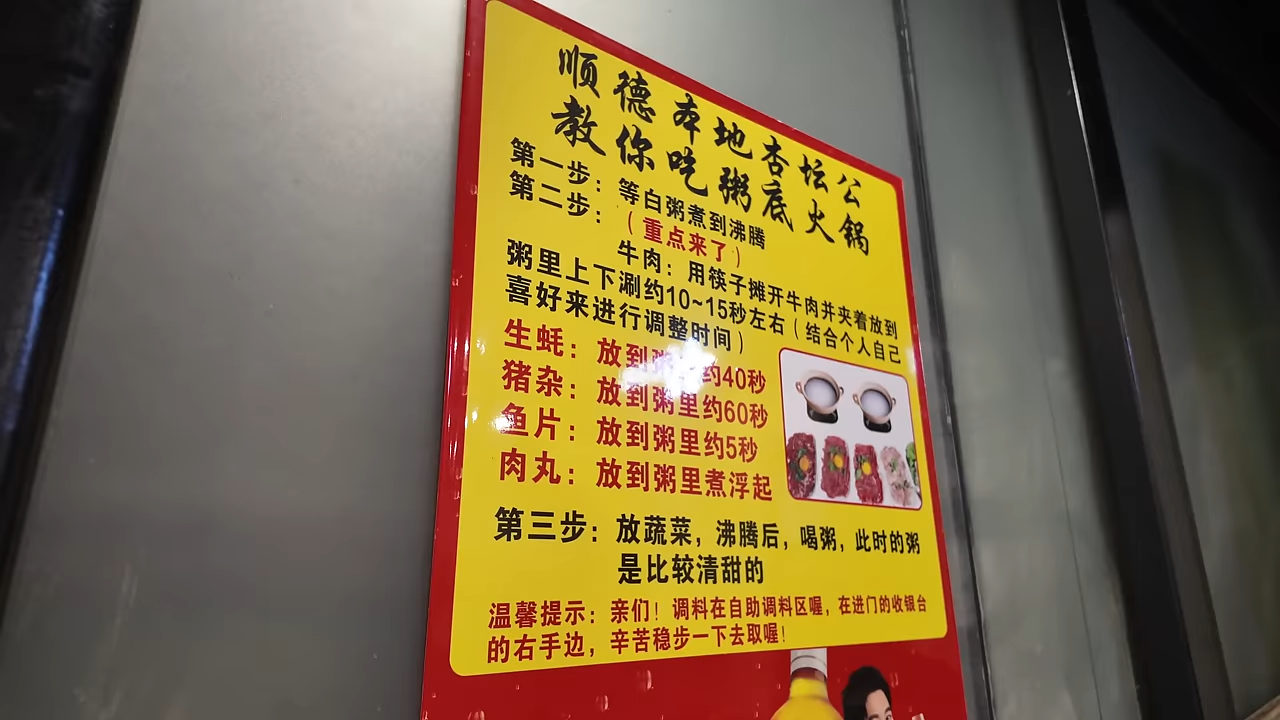 顺德本地杏坛公
教你吃粥底火锅
第一步：等白粥煮到沸腾
第二步：（重点来了）
牛肉：用筷子摊开牛肉并夹着放到
粥里上下涮约10~15秒左右（结合个人自己
喜好来进行调整时间）
生蚝：放到粥 约40秒
猪杂：放到粥里约60秒
鱼片：放到粥里约5秒
肉丸：放到粥里煮浮起
第三步：放蔬菜，沸腾后，喝粥，此时的粥
是比较清甜的
温馨提示：亲们！调料在自助调料区喔，在进门的收银台
的右手边，辛苦稳步一下去取喔！